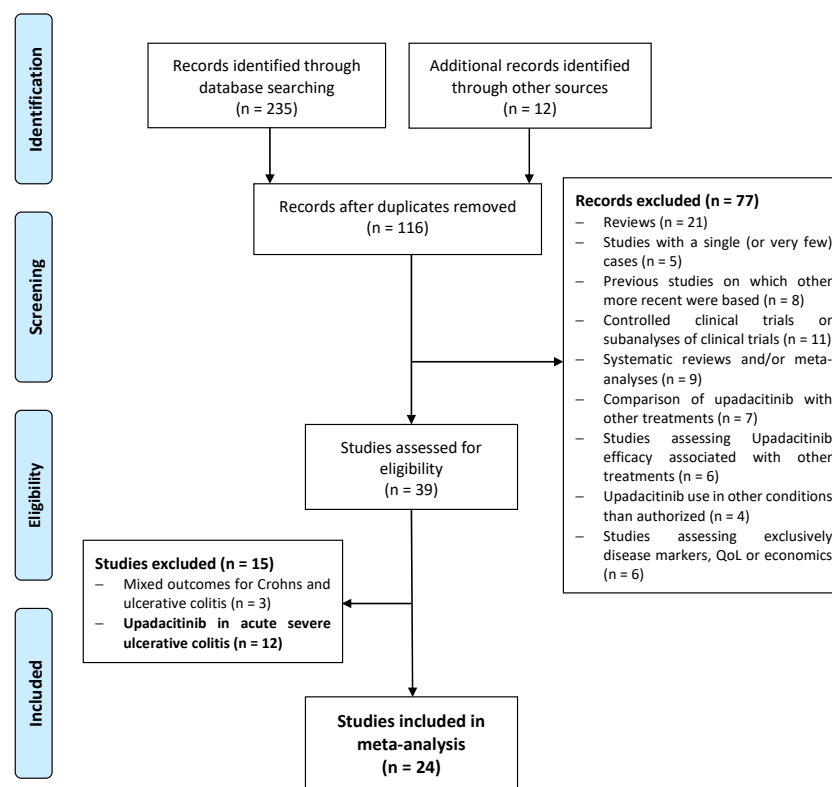 Identification
Records identified through
database searching
(n = 235)
Additional records identified
through other sources
(n = 12)
Records after duplicates removed
(n = 116)
Screening
Records excluded (n = 77)
– Reviews (n = 21)
– Studies with a single (or very few)
cases (n = 5)
– Previous studies on which other
more recent were based (n = 8)
– Controlled clinical trials or
subanalyses of clinical trials (n = 11)
– Systematic reviews and/or meta-
analyses (n = 9)
– Comparison of upadacitinib with
other treatments (n = 7)
– Studies assessing Upadacitinib
efficacy associated with other
treatments (n = 6)
– Upadacitinib use in other conditions
than authorized (n = 4)
– Studies assessing exclusively
disease markers, QoL or economics
(n = 6)
Eligibility
Studies assessed for
eligibility
(n = 39)
Studies excluded (n = 15)
– Mixed outcomes for Crohns and
ulcerative colitis (n = 3)
– Upadacitinib in acute severe
ulcerative colitis (n = 12)
Included
Studies included in
meta-analysis
(n = 24)